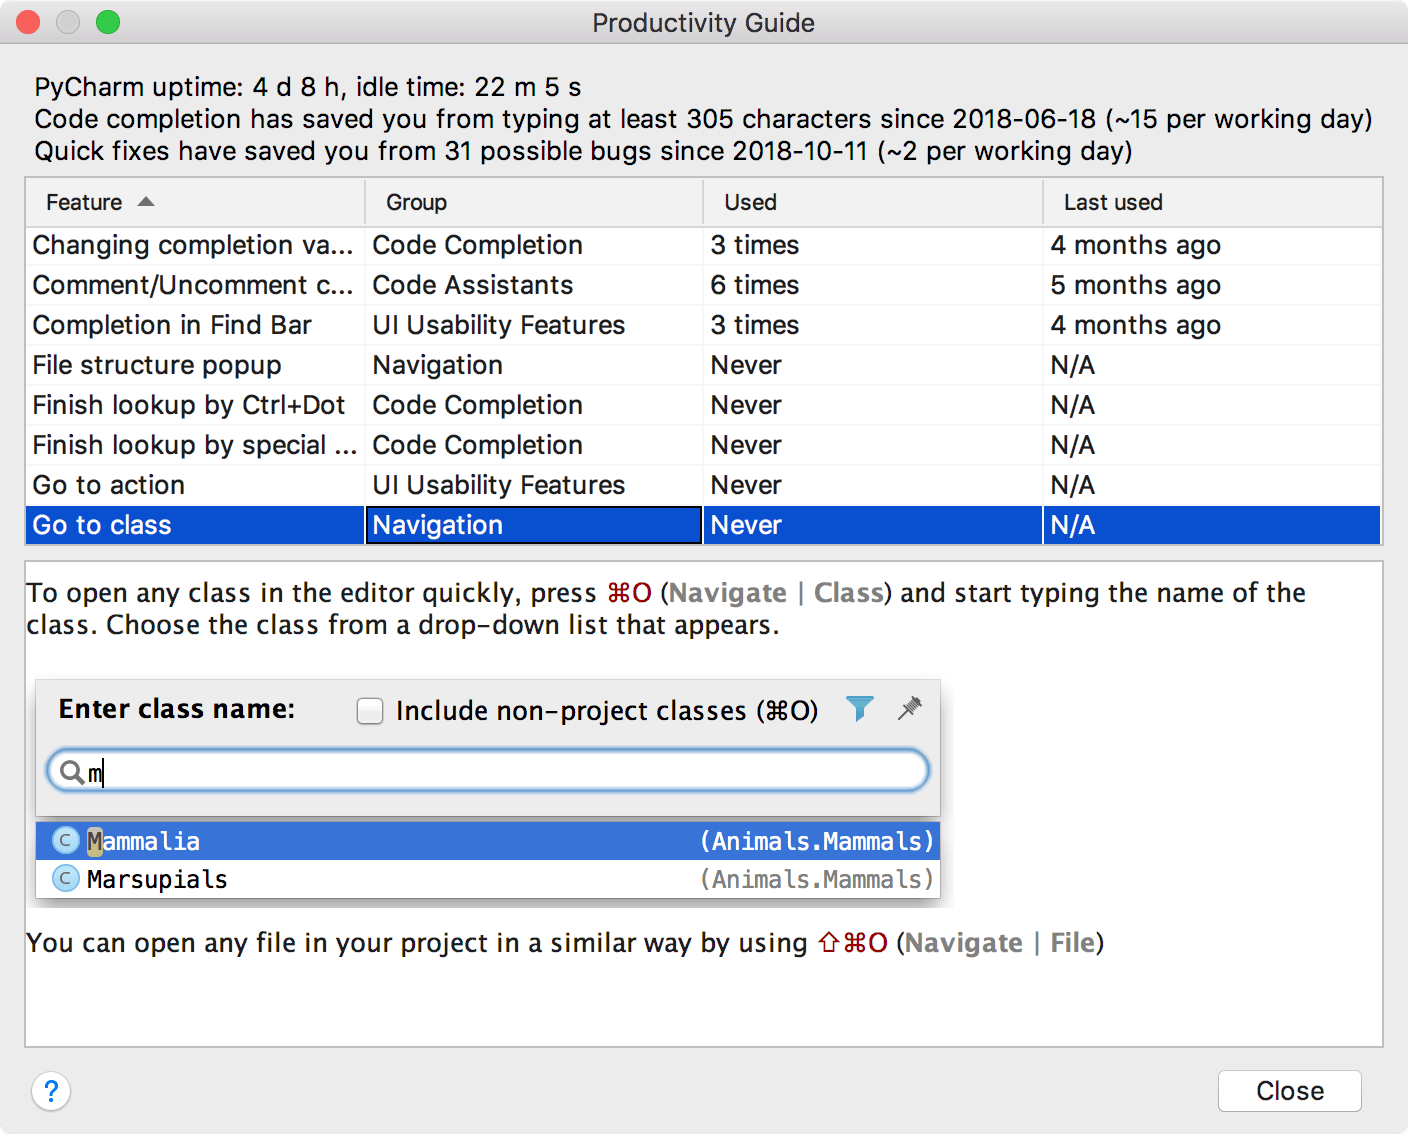 Productivity Guide
PyCharm uptime: 4 d 8 h, idle time: 22 m 5 s
Code completion has saved you from typing at least 305 characters since 2018-06-18 (~15 per working day)
Quick fixes have saved you from 31 possible bugs since 2018-10-11 (~2 per working day)
Feature Group Used Last used
Changing completion va... Code Completion 3 times 4 months ago
Comment/Uncomment c... Code Assistants 6 times 5 months ago
Completion in Find Bar UI Usability Features 3 times 4 months ago
File structure popup Navigation Never N/A
Finish lookup by Ctrl+Dot Code Completion Never N/A
Finish lookup by special ... Code Completion Never N/A
Go to action UI Usability Features Never N/A
Go to class Navigation Never N/A
To open any class in the editor quickly, press ⌘O (Navigate | Class) and start typing the name of the
class. Choose the class from a drop-down list that appears.
Enter class name: Include non-project classes (⌘O)
m
C Mammalia (Animals.Mammals)
C Marsupials (Animals.Mammals)
You can open any file in your project in a similar way by using ⇧⌘O (Navigate | File)
? Close